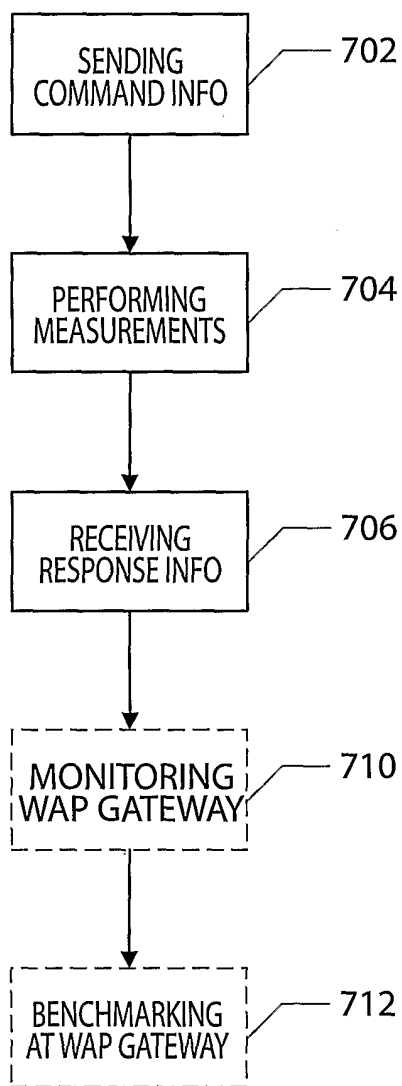 SENDING
COMMAND INFO
702
PERFORMING
MEASUREMENTS
704
RECEIVING
RESPONSE INFO
706
MONITORING
WAP GATEWAY
710
BENCHMARKING
AT WAP GATEWAY
712